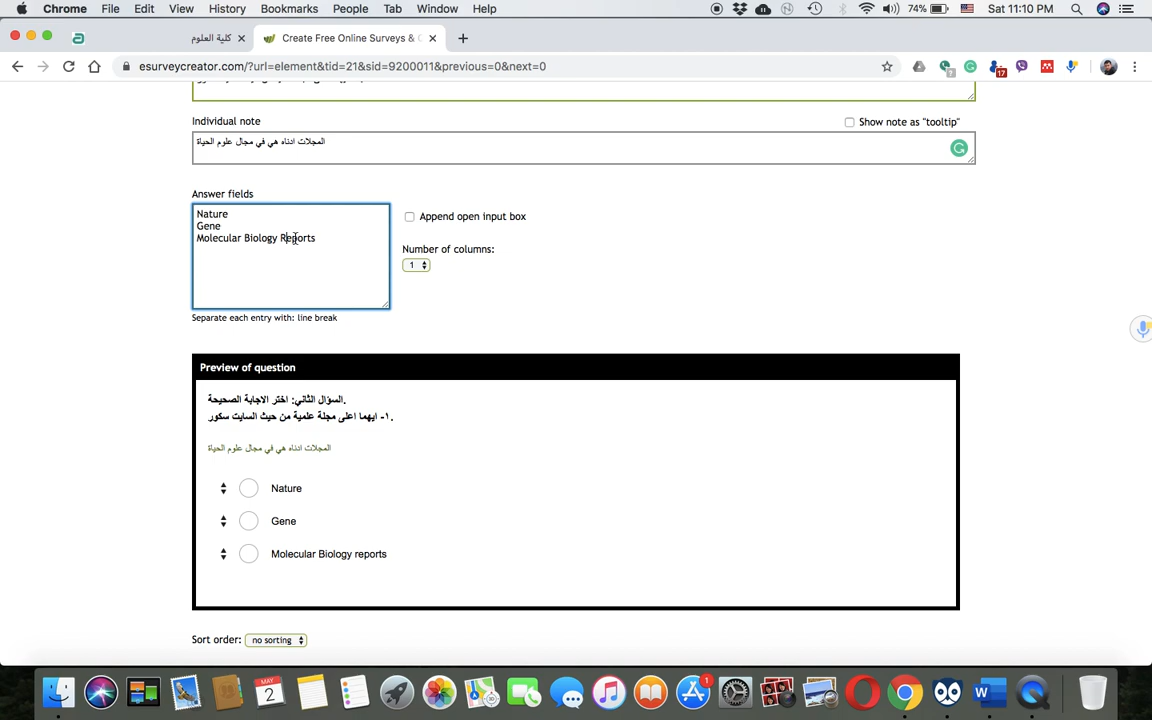 Chrome File Edit View History Bookmarks People Tab Window Help 74% Sat 11:10 PM
كلية العلوم
Create Free Online Surveys &
esurveycreator.com/?url=element&tid=21&sid=9200011&previous=0&next=0
7
17
Individual note
Show note as "tooltip"
المجلات ادناه هي في مجال علوم الحياة
Answer fields
Nature
Gene
Molecular Biology Reports
Append open input box
Number of columns:
1
Separate each entry with: line break
Preview of question
السؤال الثاني: اختر الاجابة الصحيحة.
١- ايهما اعلى مجلة علمية من حيث السايت سكور.
المجلات ادناه هي في مجال علوم الحياة
Nature
Gene
Molecular Biology reports
Sort order: no sorting
MAY
2
1
W